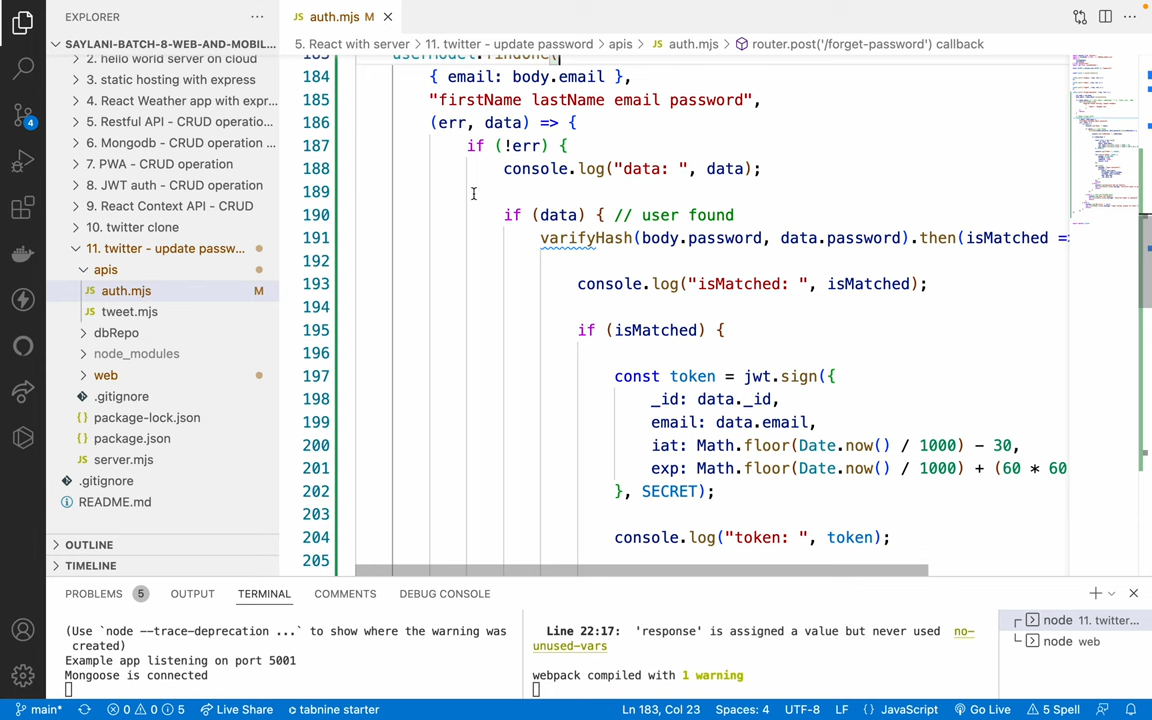 EXPLORER
SAYLANI-BATCH-8-WEB-AND-MOBIL...
2. hello world server on cloud
3. static hosting with express
4. React Weather app with expr...
5. Restful API - CRUD operatio...
6. Mongodb - CRUD operation ...
7. PWA - CRUD operation
8. JWT auth - CRUD operation
9. React Context API - CRUD
10. twitter clone
11. twitter - update passw...
apis
JS auth.mjs M
JS tweet.mjs
dbRepo
node_modules
web
.gitignore
{} package-lock.json
{} package.json
JS server.mjs
.gitignore
README.md
OUTLINE
TIMELINE
4
JS auth.mjs M
5. React with server > 11. twitter - update password > apis > JS auth.mjs > router.post('/forget-password') callback
183 userModel.findOne(
184 { email: body.email },
185 "firstName lastName email password",
186 (err, data) => {
187 if (!err) {
188 console.log("data: ", data);
189
190 if (data) { // user found
191 varifyHash(body.password, data.password).then(isMatched =>
192
193 console.log("isMatched: ", isMatched);
194
195 if (isMatched) {
196
197 const token = jwt.sign({
198 _id: data._id,
199 email: data.email,
200 iat: Math.floor(Date.now() / 1000) - 30,
201 exp: Math.floor(Date.now() / 1000) + (60 * 60
202 }, SECRET);
203
204 console.log("token: ", token);
205
PROBLEMS 5 OUTPUT TERMINAL COMMENTS DEBUG CONSOLE
(Use `node --trace-deprecation ...` to show where the warning was
created)
Example app listening on port 5001
Mongoose is connected
Line 22:17: 'response' is assigned a value but never used no-
unused-vars
webpack compiled with 1 warning
node 11. twitter...
node web
main* 0 0 5 Live Share tabnine starter Ln 183, Col 23 Spaces: 4 UTF-8 LF {} JavaScript Go Live 5 Spell